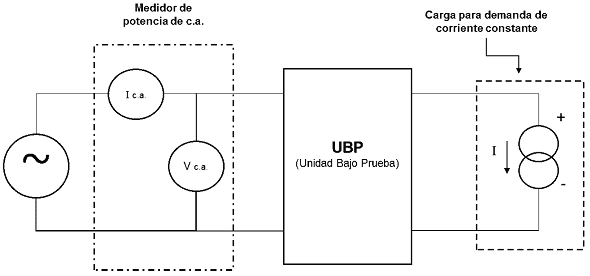 Medidor de
potencia de c.a.
Carga para demanda de
corriente constante
I c.a.
V c.a.
~
UBP
(Unidad Bajo Prueba)
I
+
-